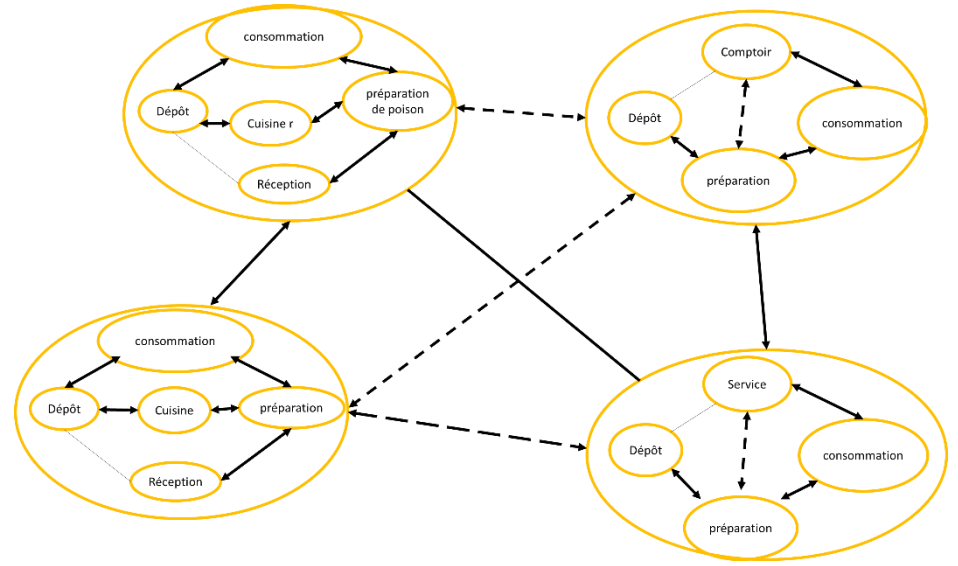 consommation
Dépôt
Cuisine r
préparation
de poison
Réception
Comptoir
Dépôt
consommation
préparation
consommation
Dépôt
Cuisine
préparation
Réception
Service
Dépôt
consommation
préparation